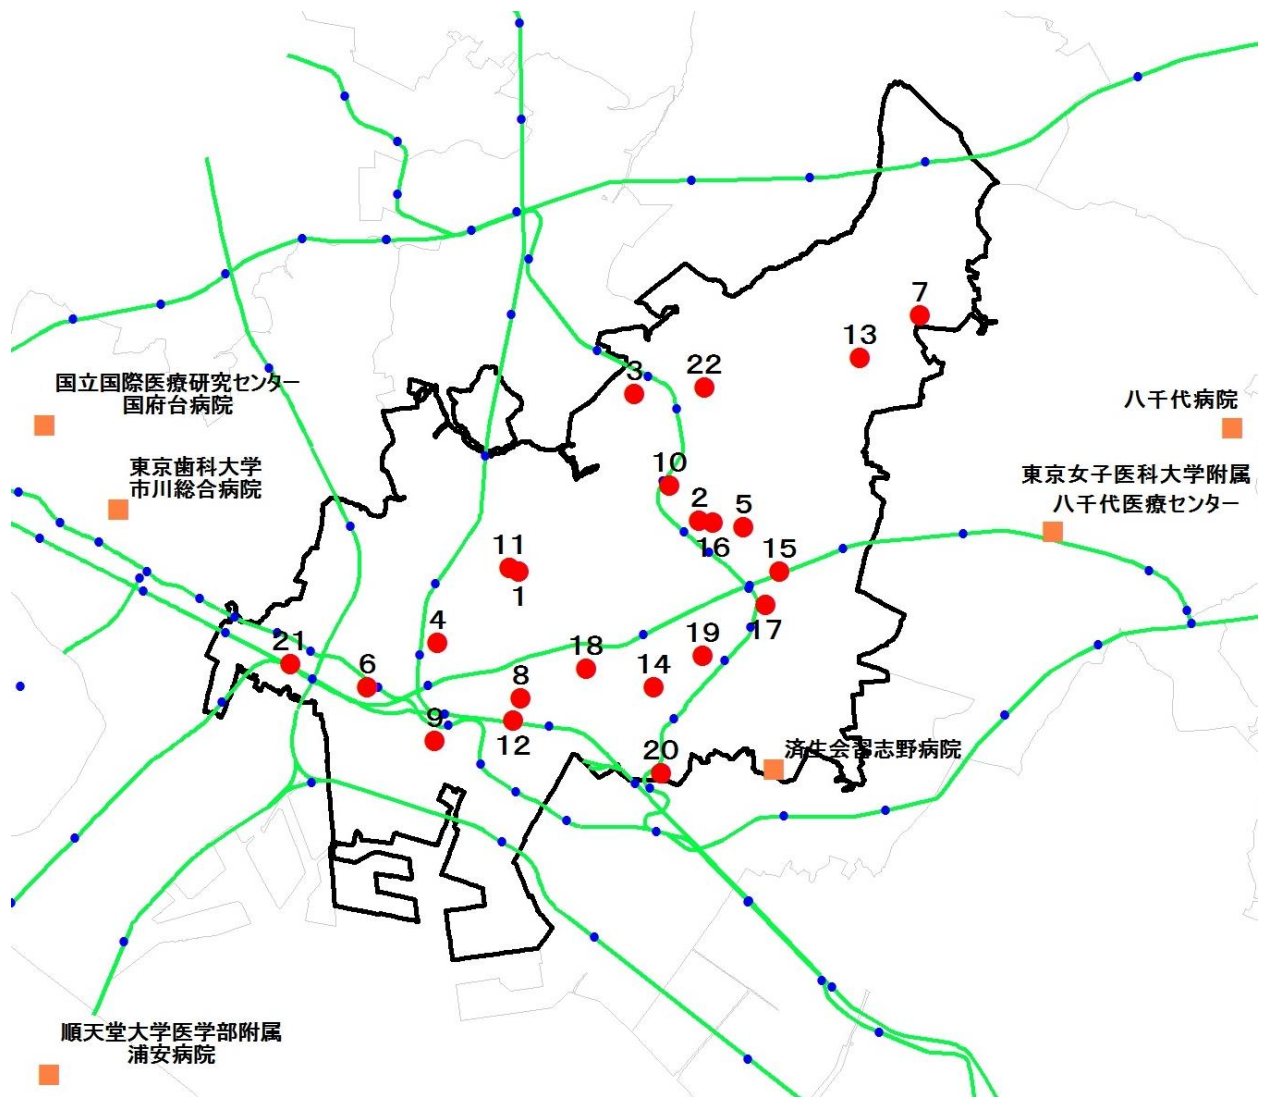 7
13
3
22
国立国際医療研究センター
国府台病院
八千代病院
10
東京歯科大学
市川総合病院
東京女子医科大学附属
八千代医療センター
2
5
16
11
15
1
4
17
21
18
19
6
14
8
9
12
20
済生会習志野病院
順天堂大学医学部附属
浦安病院